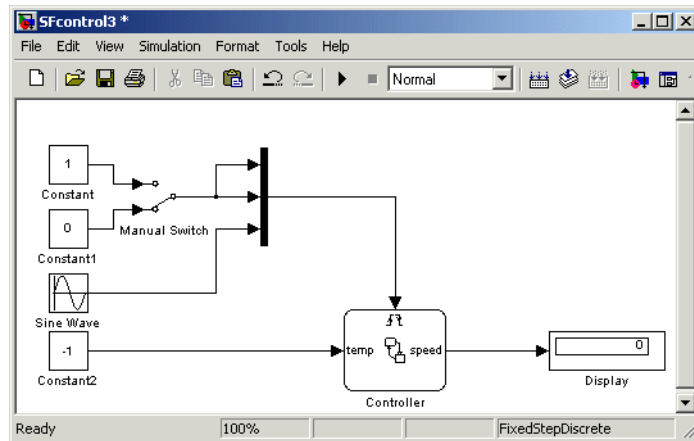 SFcontrol3 *
File Edit View Simulation Format Tools Help
Normal
1
Constant
0
Manual Switch
Constant1
Sine Wave
-1
Constant2
temp speed
Controller
0
Display
Ready 100% FixedStepDiscrete